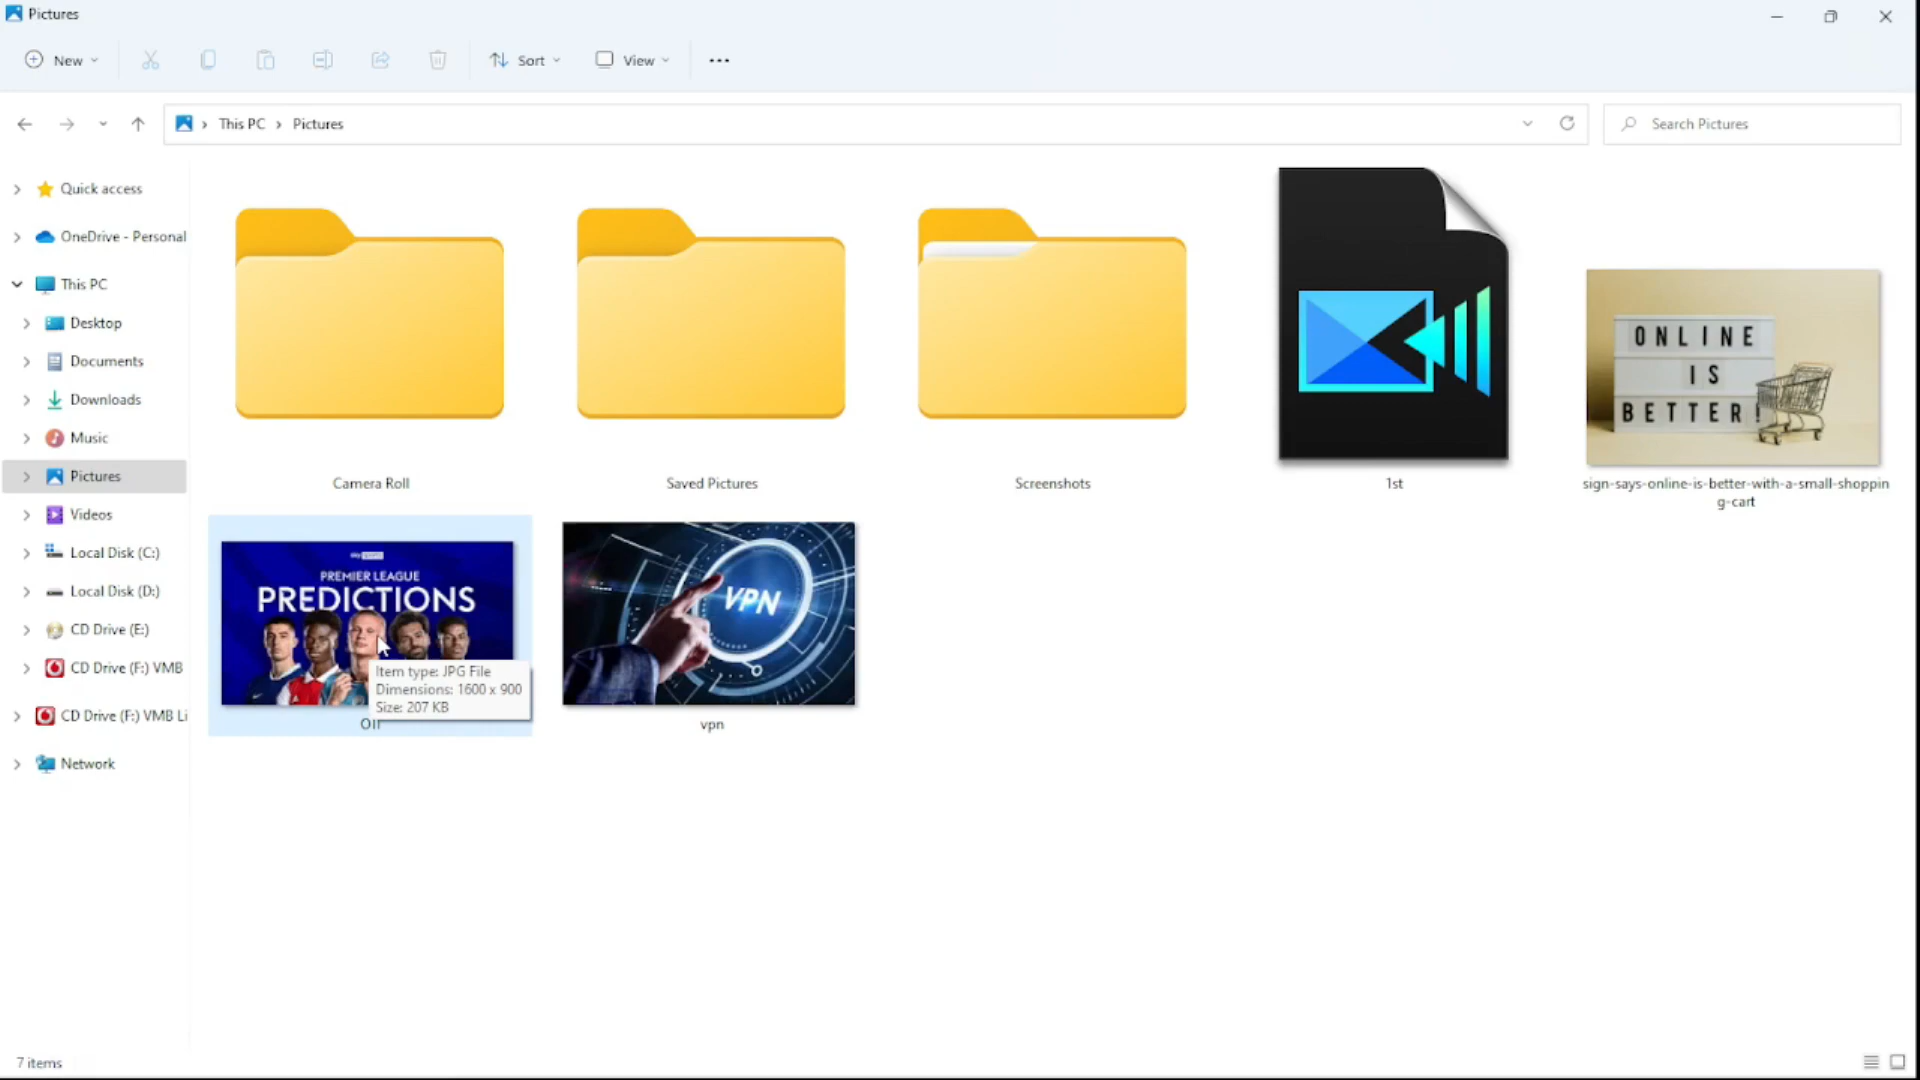 Pictures
New
Sort
View
This PC > Pictures
Search Pictures
Quick access
OneDrive - Personal
This PC
Desktop
Documents
Downloads
Music
Pictures
Videos
Local Disk (C:)
Local Disk (D:)
CD Drive (E:)
CD Drive (F:) VMB
CD Drive (F:) VMB Li
Network
ONLINE
IS
BETTER!
Camera Roll
Saved Pictures
Screenshots
1st
sign-says-online-is-better-with-a-small-shoppin
g-cart
sky sports
PREMIER LEAGUE
PREDICTIONS
VPN
Item type: JPG File
Dimensions: 1600 x 900
Size: 207 KB
vpn
7 items